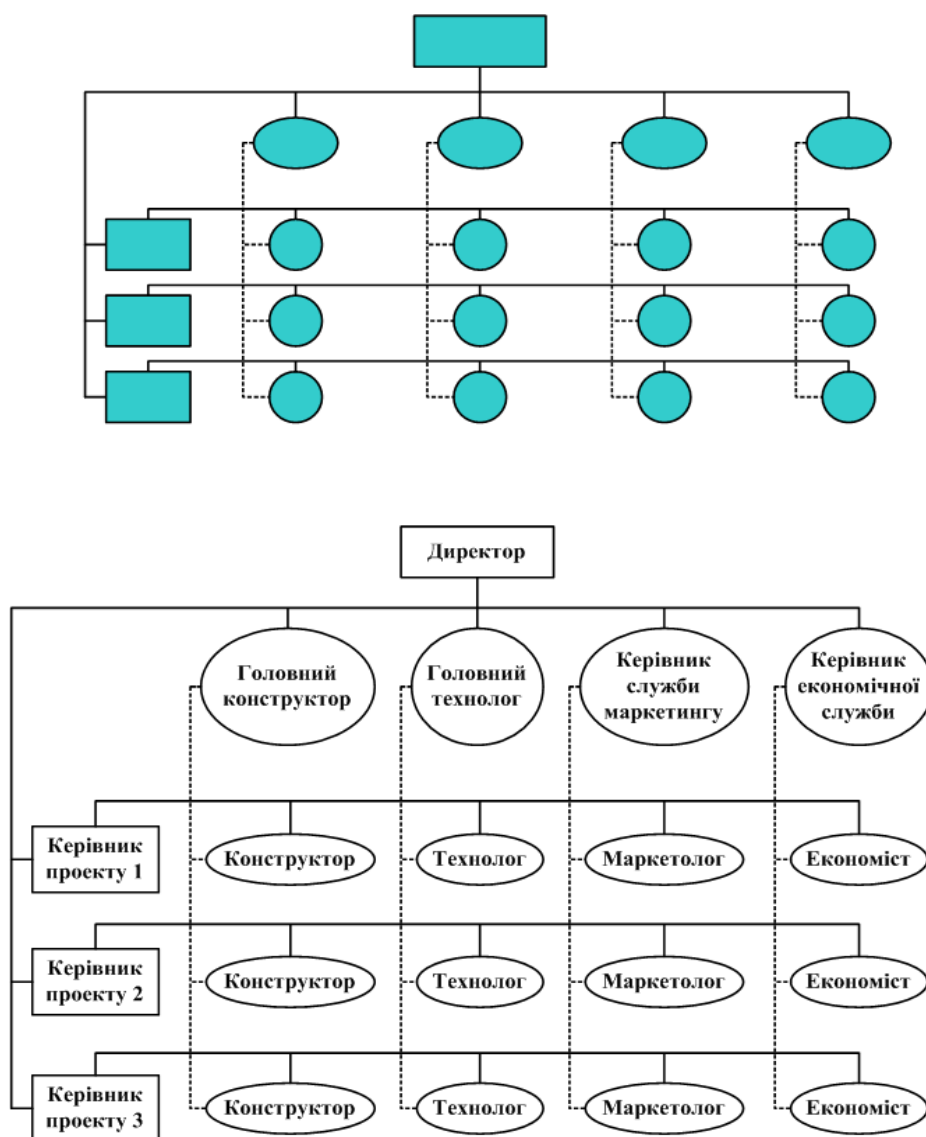 Директор
Головний
конструктор
Головний
технолог
Керівник
служби
маркетингу
Керівник
економічної
служби
Керівник
проекту 1
Конструктор
Технолог
Маркетолог
Економіст
Керівник
проекту 2
Конструктор
Технолог
Маркетолог
Економіст
Керівник
проекту 3
Конструктор
Технолог
Маркетолог
Економіст